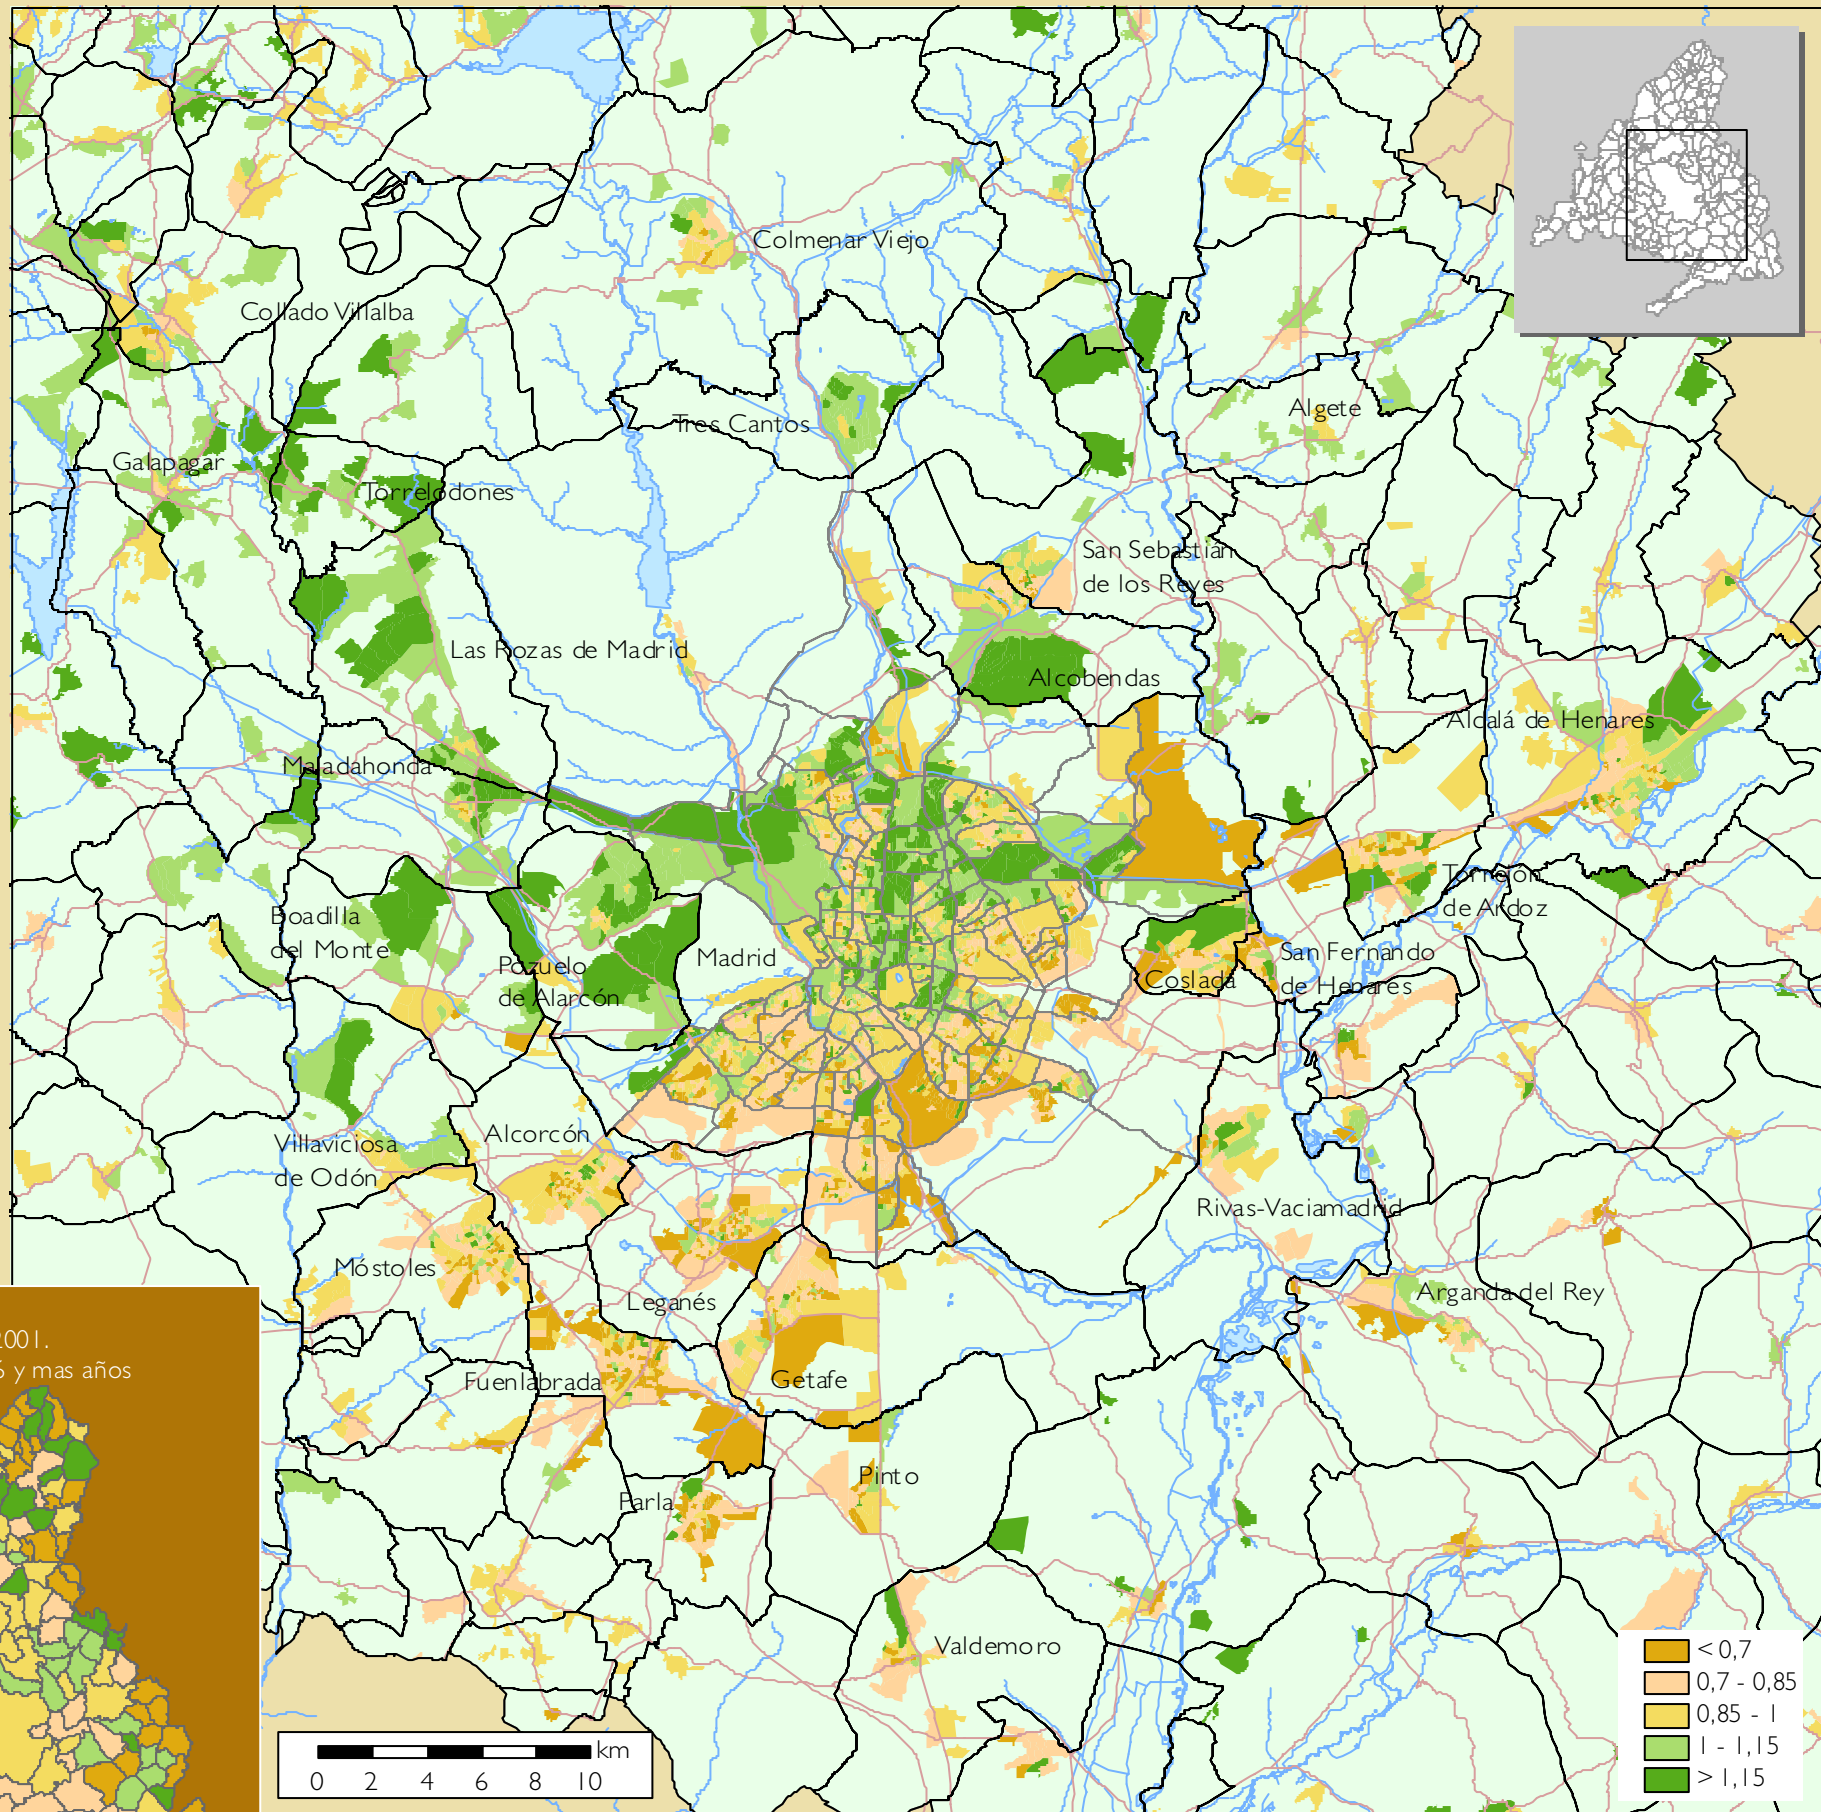 Colmenar Viejo
Collado Villalba
Tres Cantos
Algete
Galapagar
Torrelodones
San Sebastián
de los Reyes
Las Rozas de Madrid
Alcobendas
Alcalá de Henares
Majadahonda
Torrejón
de Ardoz
Boadilla
del Monte
Madrid
Pozuelo
de Alarcón
San Fernando
de Henares
Coslada
Villaviciosa
de Odón
Alcorcón
Rivas-Vaciamadrid
Móstoles
Leganés
Arganda del Rey
Fuenlabrada
Getafe
Pinto
Parla
Valdemoro
2001.
y mas años
< 0,7
0,7 - 0,85
0,85 - 1
1 - 1,15
> 1,15
km
0 2 4 6 8 10